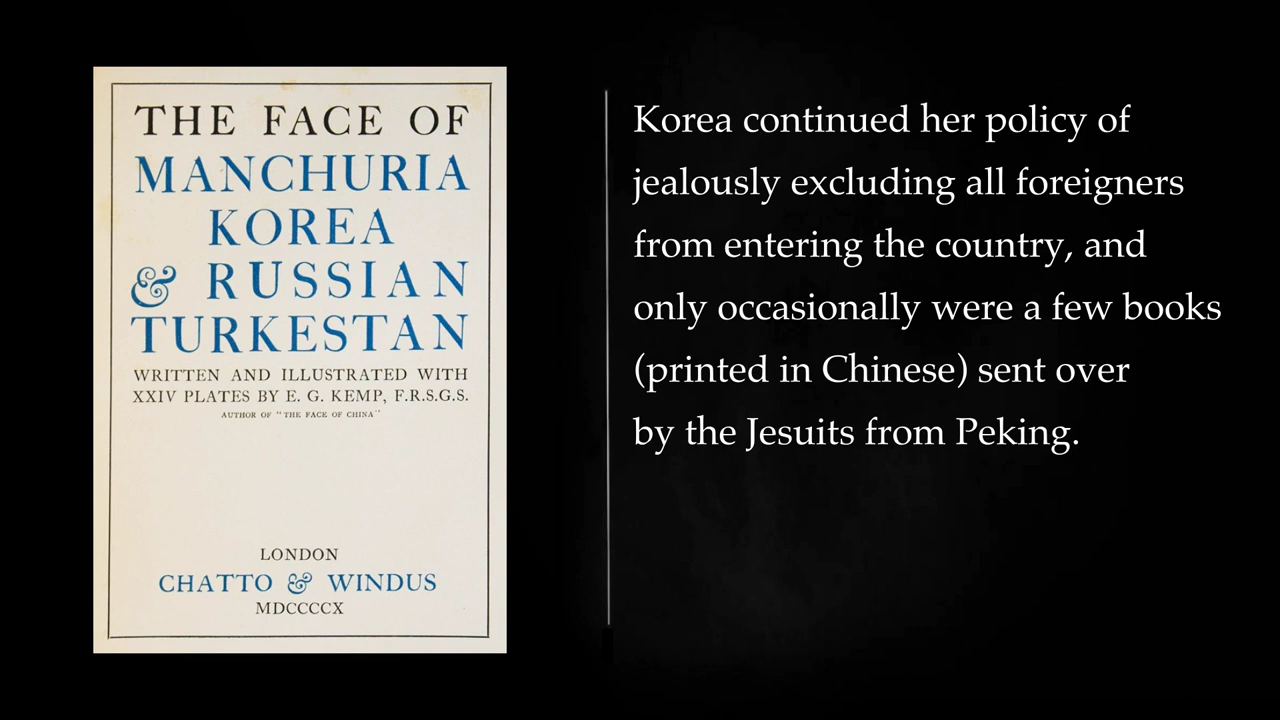 THE FACE OF
MANCHURIA
KOREA
& RUSSIAN
TURKESTAN
WRITTEN AND ILLUSTRATED WITH
XXIV PLATES BY E. G. KEMP, F.R.S.G.S.
AUTHOR OF "THE FACE OF CHINA"
LONDON
CHATTO & WINDUS
MDCCCCX
Korea continued her policy of
jealously excluding all foreigners
from entering the country, and
only occasionally were a few books
(printed in Chinese) sent over
by the Jesuits from Peking.